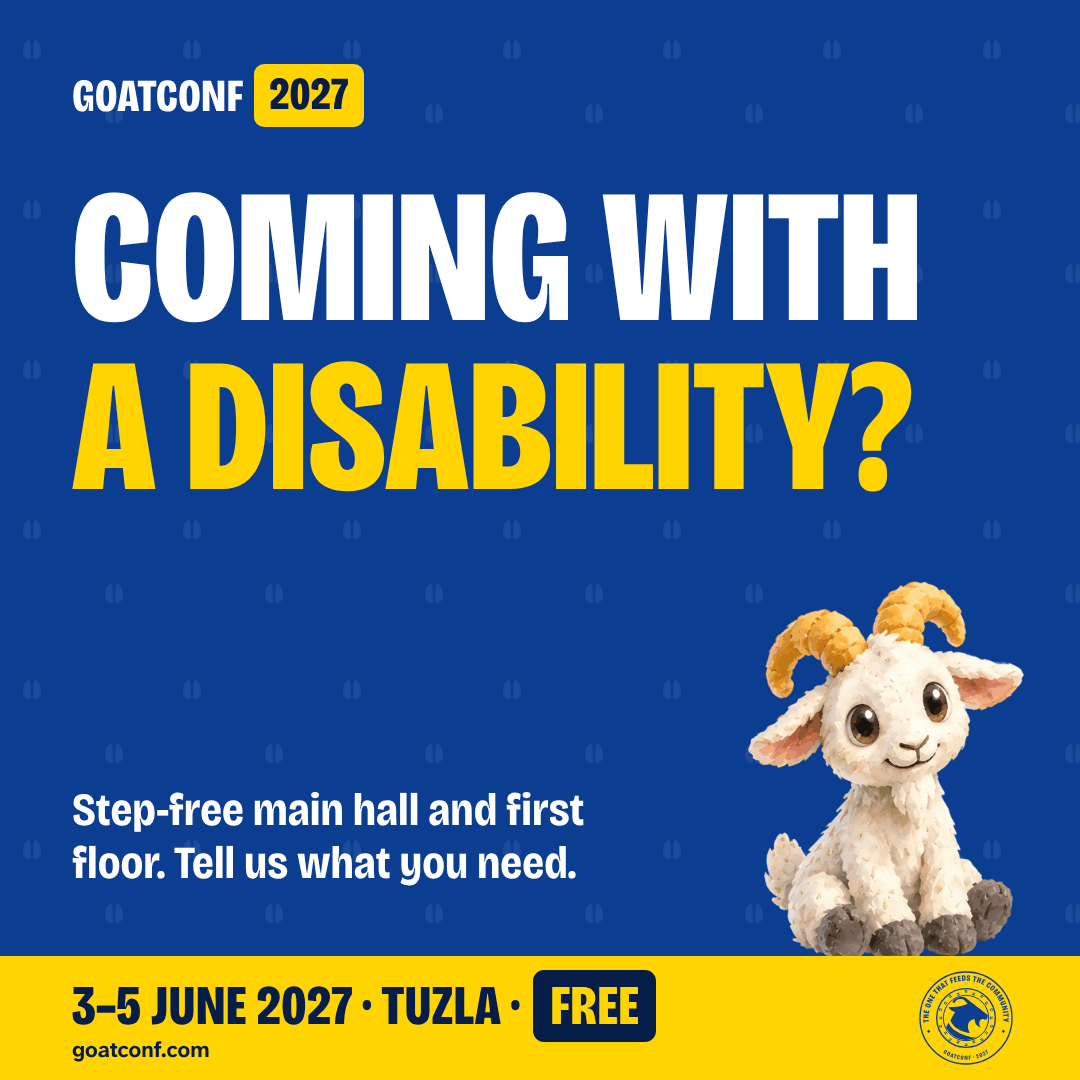 GOATCONF 2027
COMING WITH
A DISABILITY?
Step-free main hall and first
floor. Tell us what you need.
3–5 JUNE 2027 · TUZLA · FREE
goatconf.com
THE ONE THAT FEEDS THE COMMUNITY
GOATCONF · 2027